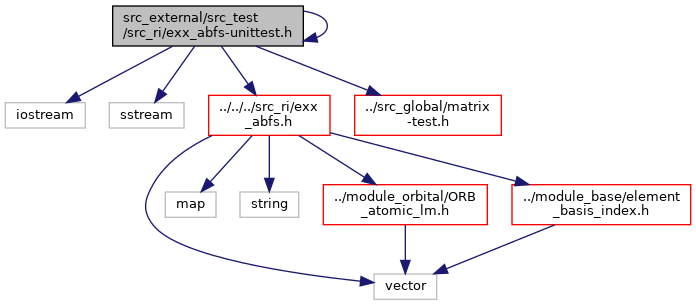 src_external/src_test
/src_ri/exx_abfs-unittest.h
iostream
sstream
../../../src_ri/exx
_abfs.h
../src_global/matrix
-test.h
map
string
../module_orbital/ORB
_atomic_lm.h
../module_base/element
_basis_index.h
vector